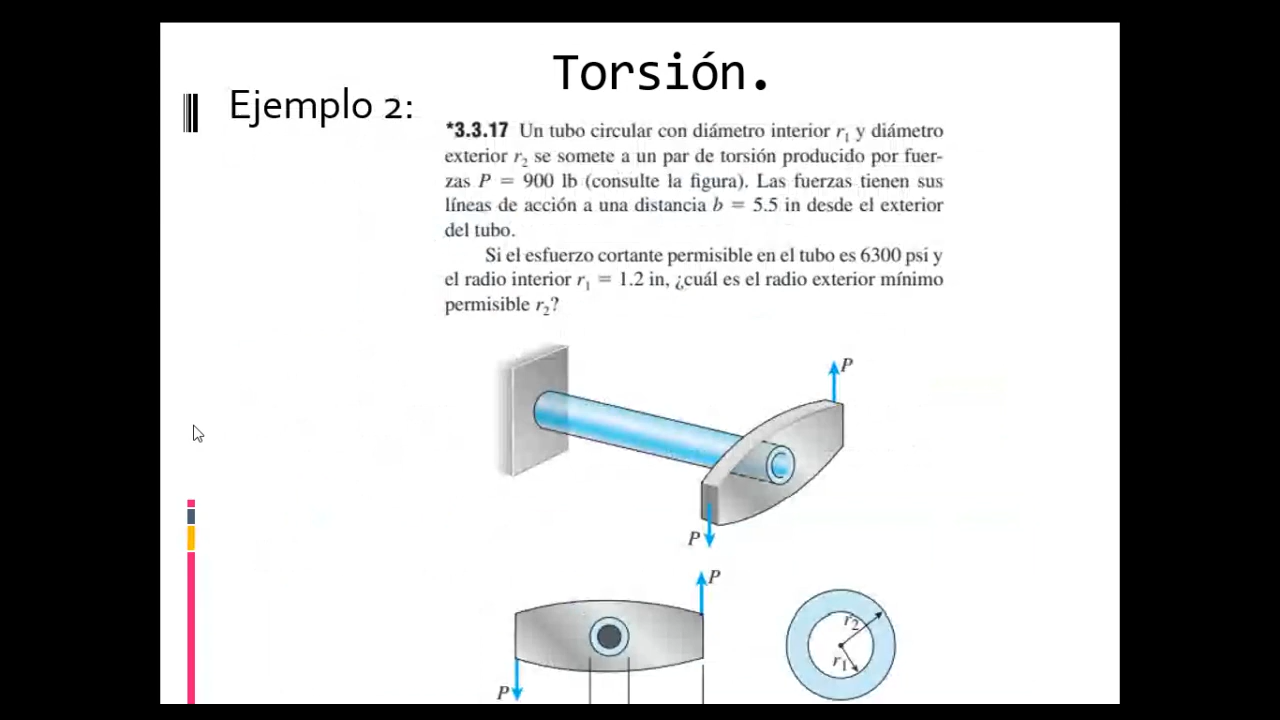 Torsión.
Ejemplo 2:
*3.3.17 Un tubo circular con diámetro interior r₁ y diámetro
exterior r₂ se somete a un par de torsión producido por fuer-
zas P = 900 lb (consulte la figura). Las fuerzas tienen sus
líneas de acción a una distancia b = 5.5 in desde el exterior
del tubo.
Si el esfuerzo cortante permisible en el tubo es 6300 psi y
el radio interior r₁ = 1.2 in, ¿cuál es el radio exterior mínimo
permisible r₂?
P
P
P
r₂
r₁
P